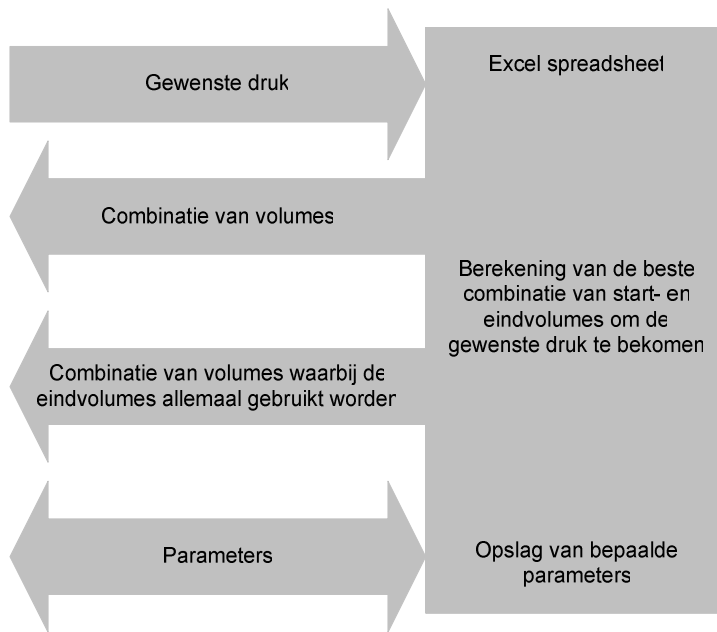 Gewenste druk
Excel spreadsheet
Combinatie van volumes
Berekening van de beste
combinatie van start- en
eindvolumes om de
gewenste druk te bekomen
Combinatie van volumes waarbij de
eindvolumes allemaal gebruikt worden
Parameters
Opslag van bepaalde
parameters